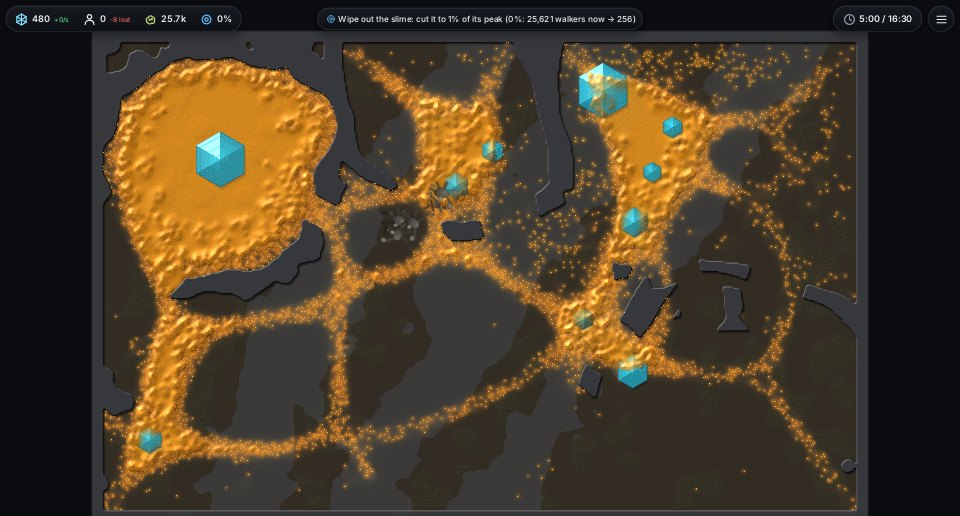 480 +0/s 0 -8 lost 25.7k 0%
Wipe out the slime: cut it to 1% of its peak (0%: 25,621 walkers now → 256)
5:00 / 16:30